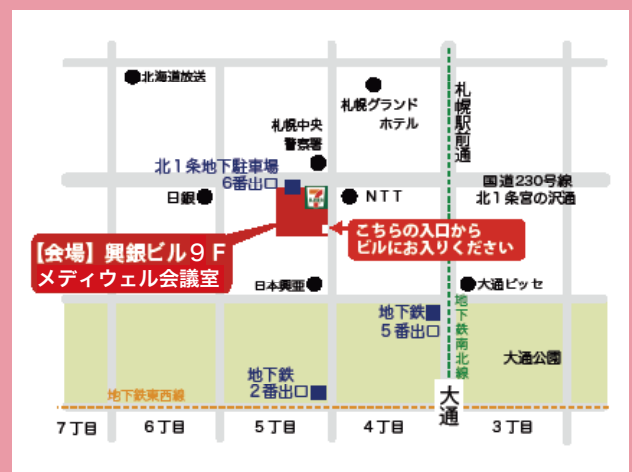 北海道放送
札幌グランド
ホテル
札幌駅前通
札幌中央
警察署
北1条地下駐車場
6番出口
国道230号線
北1条宮の沢通
日銀
NTT
こちらの入口から
ビルにお入りください
【会場】興銀ビル9F
メディウェル会議室
日本興亜
大通ビッセ
地下鉄
5番出口
地下鉄南北線
大通公園
地下鉄
2番出口
地下鉄東西線
大通
7丁目
6丁目
5丁目
4丁目
3丁目